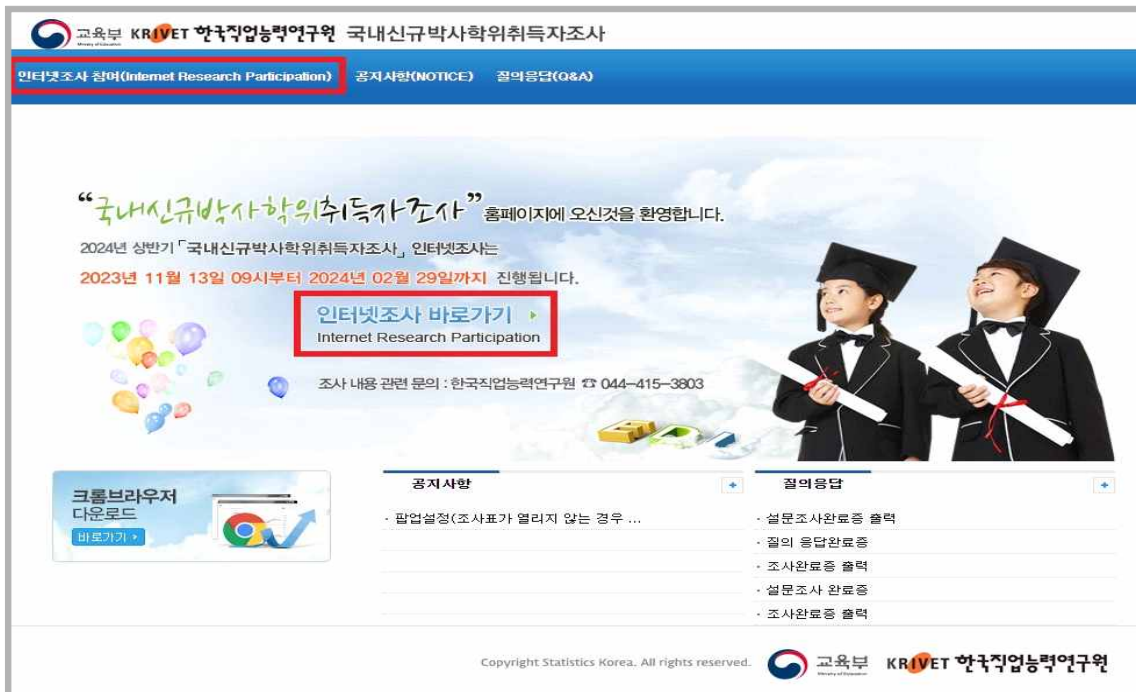 교육부 KRIVET 한국직업능력연구원 국내신규박사학위취득자조사
Ministry of Education
인터넷조사 참여(Internet Research Participation) 공지사항(NOTICE) 질의응답(Q&A)
“국내신규박사학위취득자조사” 홈페이지에 오신것을 환영합니다.
2024년 상반기 「국내신규박사학위취득자조사」 인터넷조사는
2023년 11월 13일 09시부터 2024년 02월 29일까지 진행됩니다.
인터넷조사 바로가기
Internet Research Participation
조사 내용 관련 문의 : 한국직업능력연구원 ☎ 044-415-3803
크롬브라우저
다운로드
바로가기
공지사항 +
· 팝업설정(조사표가 열리지 않는 경우 ...
질의응답 +
· 설문조사완료증 출력
· 질의 응답완료증
· 조사완료증 출력
· 설문조사 완료증
· 조사완료증 출력
Copyright Statistics Korea. All rights reserved. 교육부 KRIVET 한국직업능력연구원
Ministry of Education